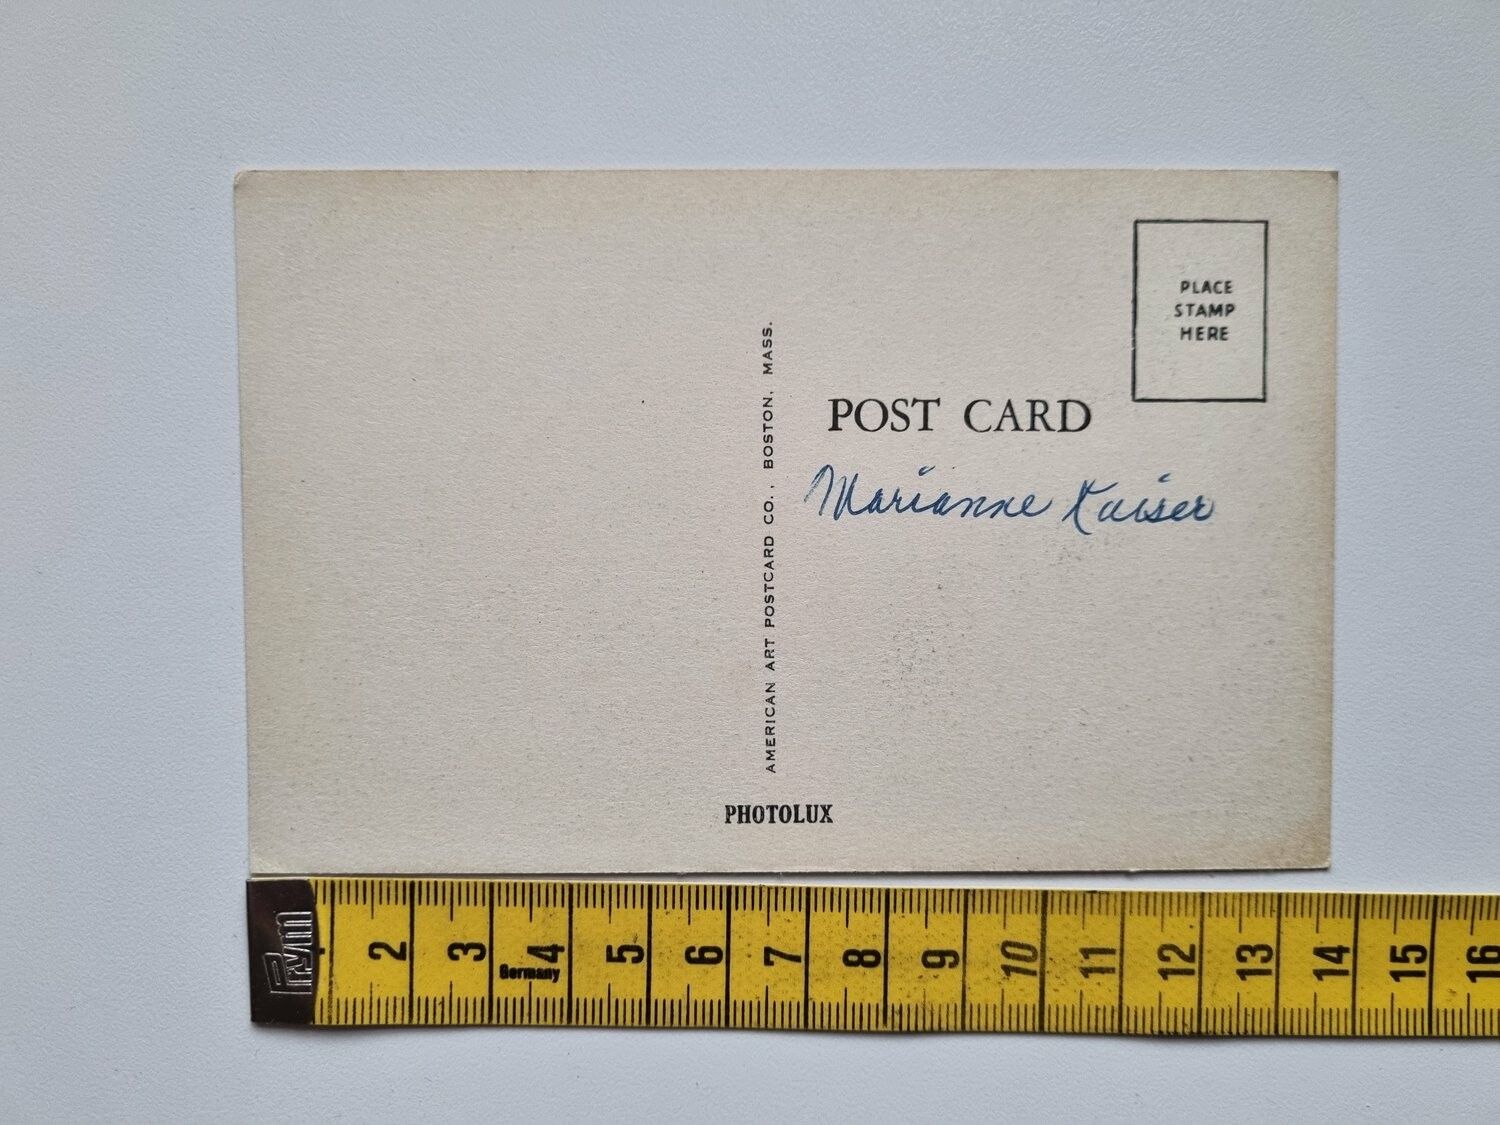 PLACE
STAMP
HERE
POST CARD
Marianne Kaiser
AMERICAN ART POSTCARD CO., BOSTON, MASS.
PHOTOLUX
Prym
2 3 4 5 6 7 8 9 10 11 12 13 14 15 16
Germany